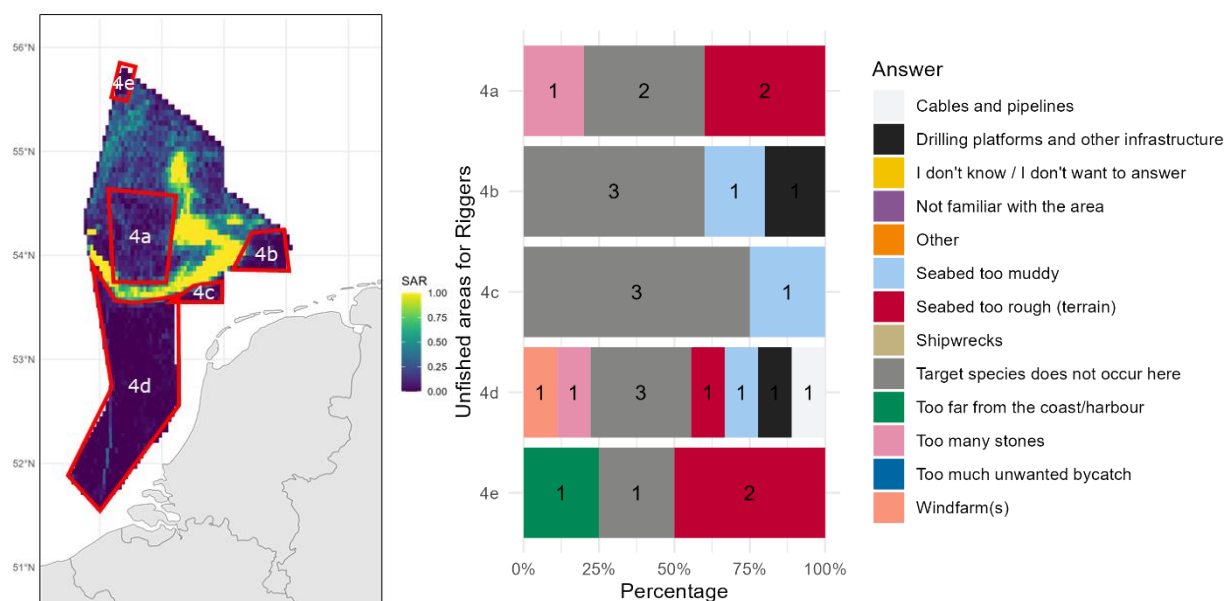 56°N
55°N
54°N
53°N
52°N
51°N
4e
4a
4b
4c
4d
SAR
1.00
0.75
0.50
0.25
0.00
Unfished areas for Riggers
4a
4b
4c
4d
4e
1 2 2
3 1 1
3 1
1 1 3 1 1 1 1
1 1 2
0% 25% 50% 75% 100%
Percentage
Answer
Cables and pipelines
Drilling platforms and other infrastructure
I don't know / I don't want to answer
Not familiar with the area
Other
Seabed too muddy
Seabed too rough (terrain)
Shipwrecks
Target species does not occur here
Too far from the coast/harbour
Too many stones
Too much unwanted bycatch
Windfarm(s)